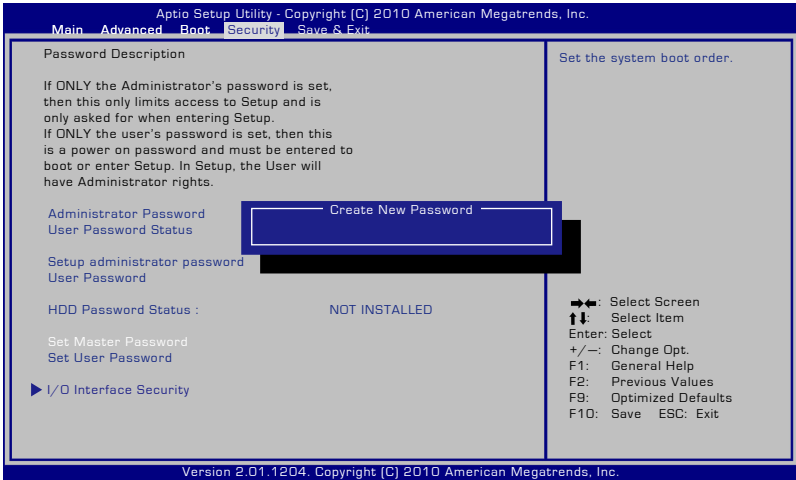 Aptio Setup Utility - Copyright (C) 2010 American Megatrends, Inc.
Main Advanced Boot Security Save & Exit
Password Description
If ONLY the Administrator's password is set,
then this only limits access to Setup and is
only asked for when entering Setup.
If ONLY the user's password is set, then this
is a power on password and must be entered to
boot or enter Setup. In Setup, the User will
have Administrator rights.
Administrator Password
User Password Status
Create New Password
Setup administrator password
User Password
HDD Password Status : NOT INSTALLED
Set Master Password
Set User Password
I/O Interface Security
Set the system boot order.
: Select Screen
: Select Item
Enter: Select
+/—: Change Opt.
F1: General Help
F2: Previous Values
F9: Optimized Defaults
F10: Save ESC: Exit
Version 2.01.1204. Copyright (C) 2010 American Megatrends, Inc.